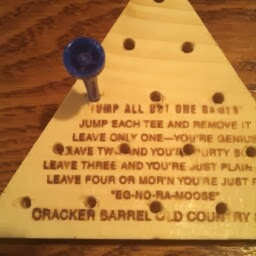 JUMP ALL BUT ONE GAME"
JUMP EACH TEE AND REMOVE IT
LEAVE ONLY ONE—YOU'RE GENIUS
LEAVE TWO AND YOU'RE PURTY S
LEAVE THREE AND YOU'RE JUST PLAIN
LEAVE FOUR OR MOR'N YOU'RE JUST P
"EG-NO-RA-MOOSE"
CRACKER BARREL OLD COUNTRY S